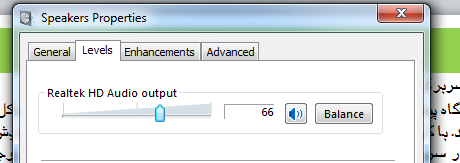 Speakers Properties
General Levels Enhancements Advanced
Realtek HD Audio output
66 Balance